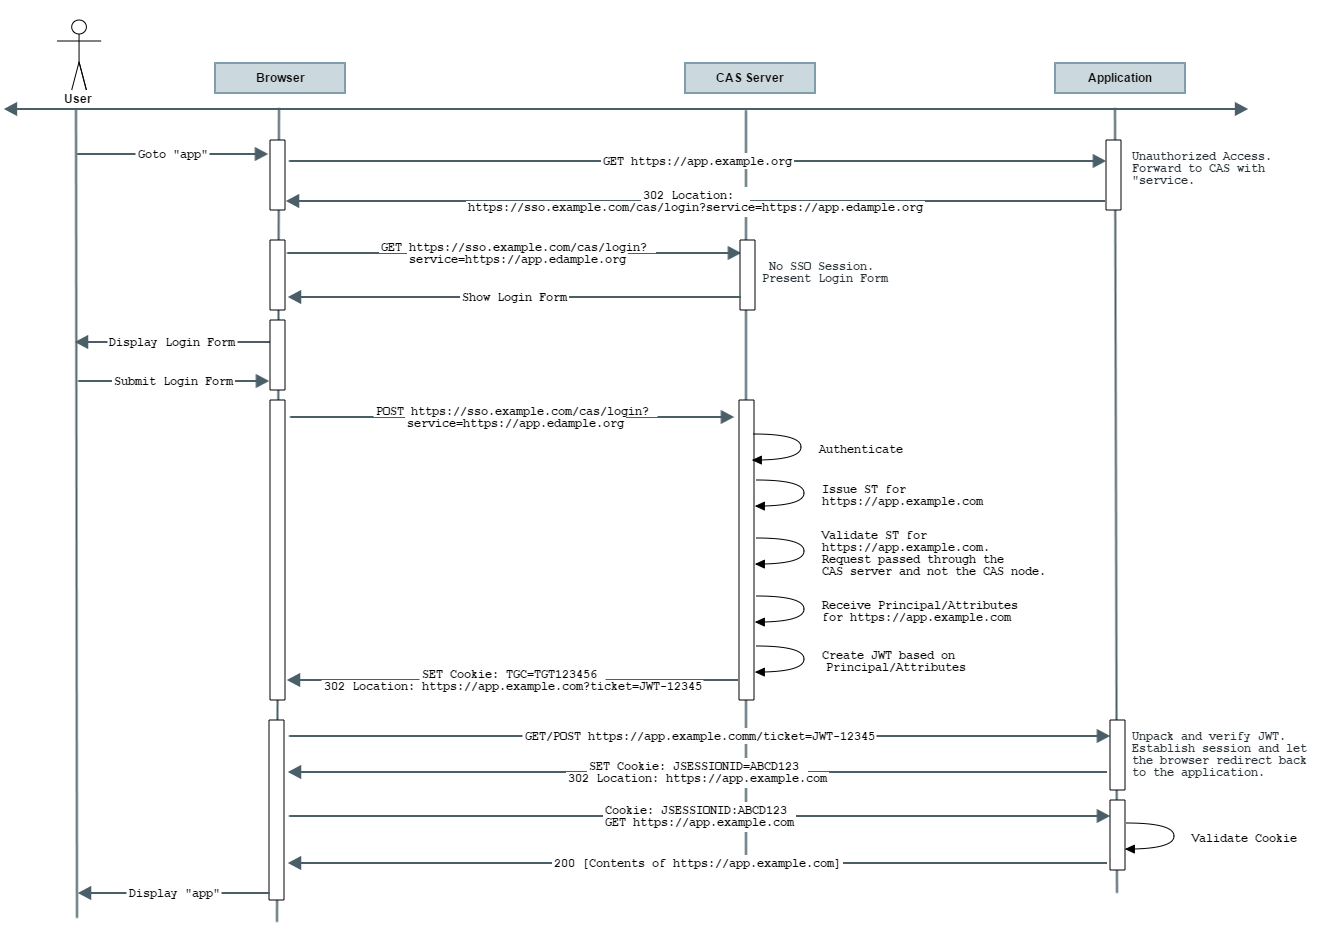 User
Browser
CAS Server
Application
Goto "app"
GET https://app.example.org
Unauthorized Access.
Forward to CAS with
"service.
302 Location:
https://sso.example.com/cas/login?service=https://app.edample.org
GET https://sso.example.com/cas/login?
service=https://app.edample.org
No SSO Session.
Present Login Form
Show Login Form
Display Login Form
Submit Login Form
POST https://sso.example.com/cas/login?
service=https://app.edample.org
Authenticate
Issue ST for
https://app.example.com
Validate ST for
https://app.example.com.
Request passed through the
CAS server and not the CAS node.
Receive Principal/Attributes
for https://app.example.com
Create JWT based on
Principal/Attributes
SET Cookie: TGC=TGT123456
302 Location: https://app.example.com?ticket=JWT-12345
GET/POST https://app.example.comm/ticket=JWT-12345
Unpack and verify JWT.
Establish session and let
the browser redirect back
to the application.
SET Cookie: JSESSIONID=ABCD123
302 Location: https://app.example.com
Cookie: JSESSIONID:ABCD123
GET https://app.example.com
Validate Cookie
200 [Contents of https://app.example.com]
Display "app"